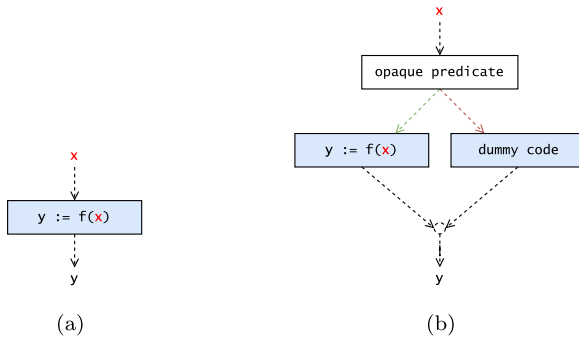 x
y := f(x)
y
(a)
x
opaque predicate
y := f(x)
dummy code
y
(b)